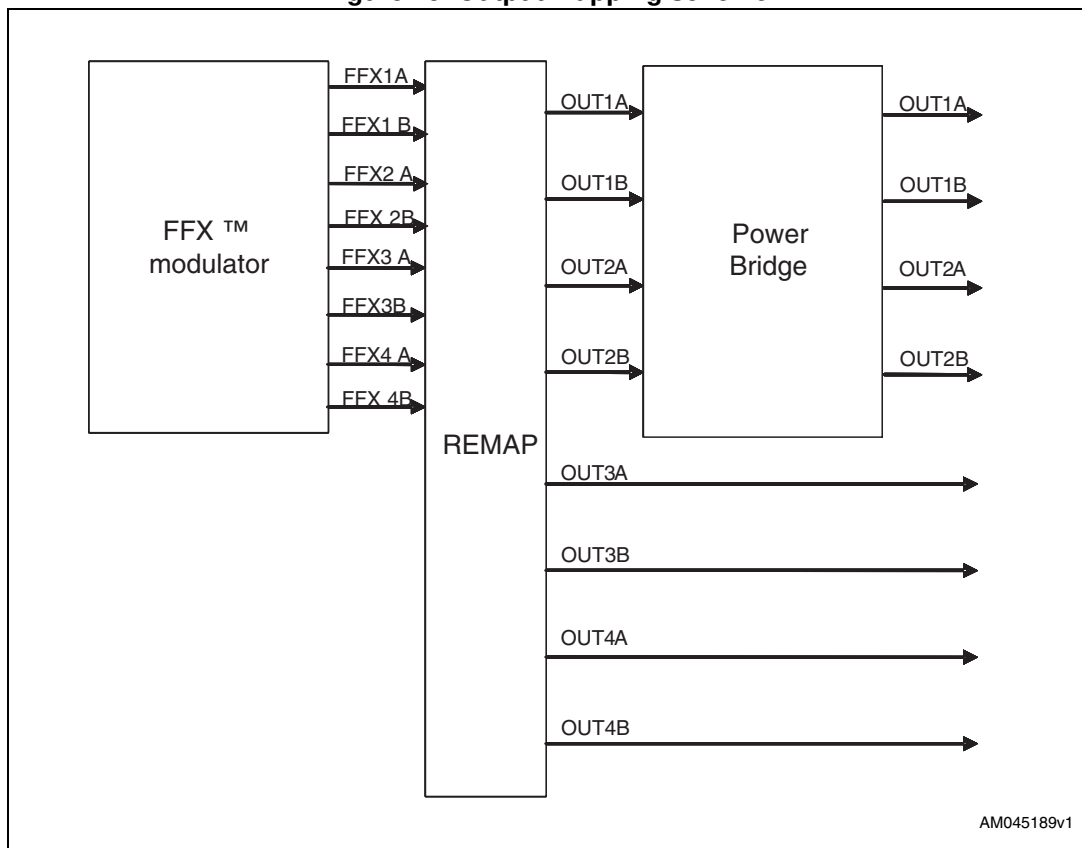 FFX ™
modulator
FFX1A
FFX1 B
FFX2 A
FFX 2B
FFX3 A
FFX3B
FFX4 A
FFX 4B
REMAP
OUT1A
OUT1B
OUT2A
OUT2B
OUT3A
OUT3B
OUT4A
OUT4B
Power
Bridge
OUT1A
OUT1B
OUT2A
OUT2B
AM045189v1